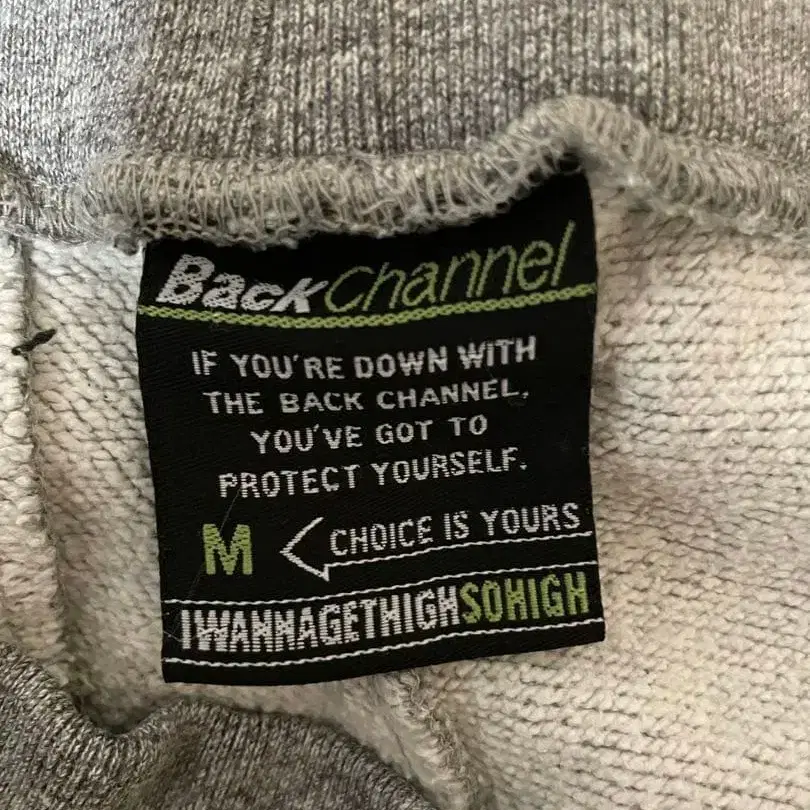 BackChannel
IF YOU'RE DOWN WITH
THE BACK CHANNEL,
YOU'VE GOT TO
PROTECT YOURSELF.
M CHOICE IS YOURS
IWANNAGETHIGHSOHIGH